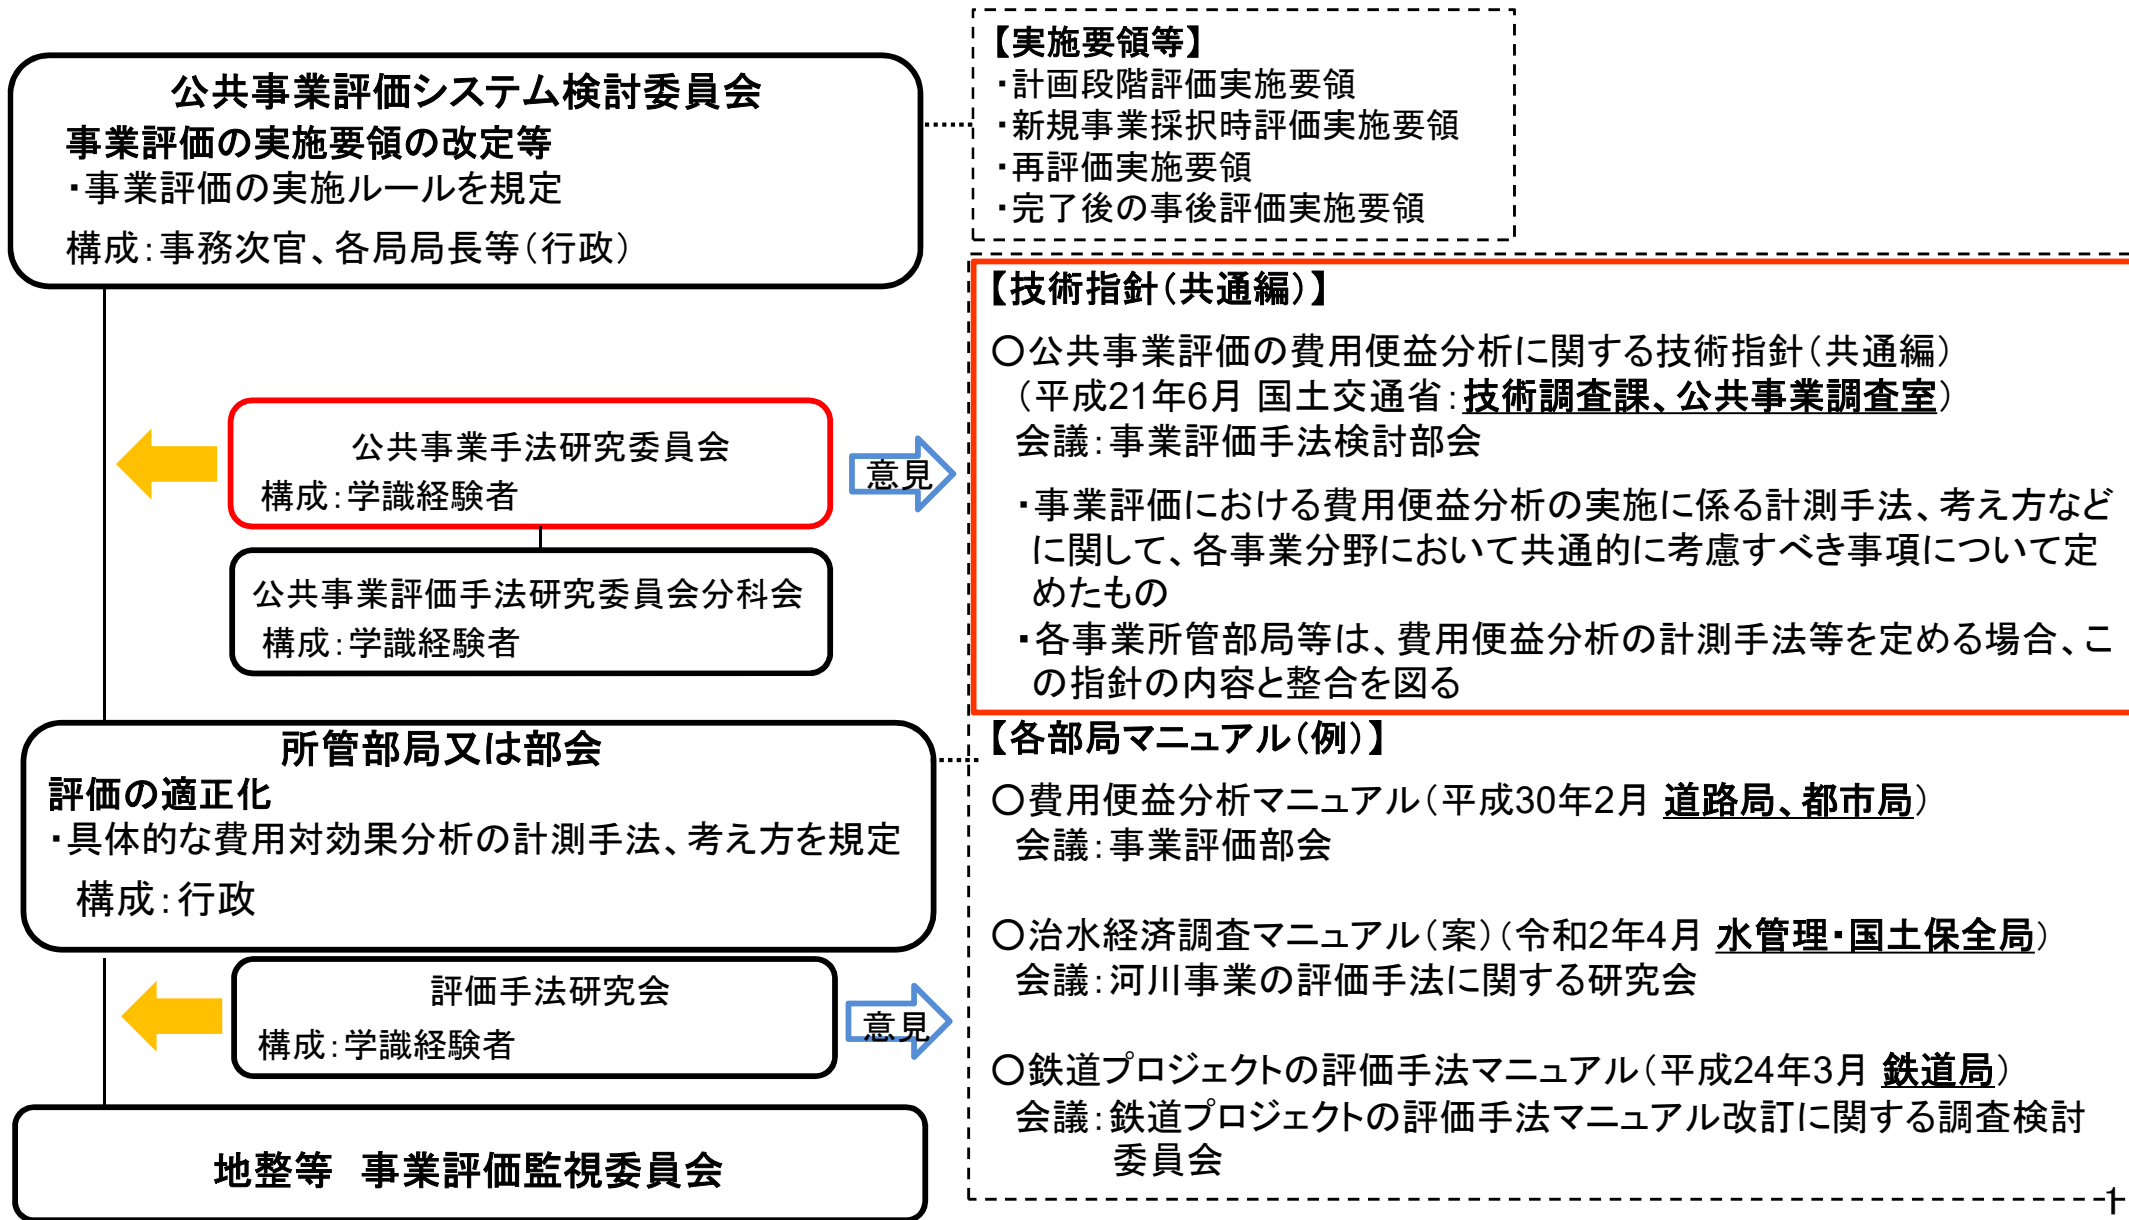 公共事業評価システム検討委員会
事業評価の実施要領の改定等
・事業評価の実施ルールを規定
構成：事務次官、各局局長等（行政）
【実施要領等】
・計画段階評価実施要領
・新規事業採択時評価実施要領
・再評価実施要領
・完了後の事後評価実施要領
公共事業手法研究委員会
構成：学識経験者
意見
公共事業評価手法研究委員会分科会
構成：学識経験者
【技術指針（共通編）】
〇公共事業評価の費用便益分析に関する技術指針（共通編）
（平成21年6月 国土交通省：技術調査課、公共事業調査室）
会議：事業評価手法検討部会
・事業評価における費用便益分析の実施に係る計測手法、考え方など
に関して、各事業分野において共通的に考慮すべき事項について定
めたもの
・各事業所管部局等は、費用便益分析の計測手法等を定める場合、こ
の指針の内容と整合を図る
所管部局又は部会
評価の適正化
・具体的な費用対効果分析の計測手法、考え方を規定
構成：行政
評価手法研究会
構成：学識経験者
意見
地整等　事業評価監視委員会
【各部局マニュアル（例）】
〇費用便益分析マニュアル（平成30年2月 道路局、都市局）
会議：事業評価部会
〇治水経済調査マニュアル（案）（令和2年4月 水管理・国土保全局）
会議：河川事業の評価手法に関する研究会
〇鉄道プロジェクトの評価手法マニュアル（平成24年3月 鉄道局）
会議：鉄道プロジェクトの評価手法マニュアル改訂に関する調査検討
委員会
1